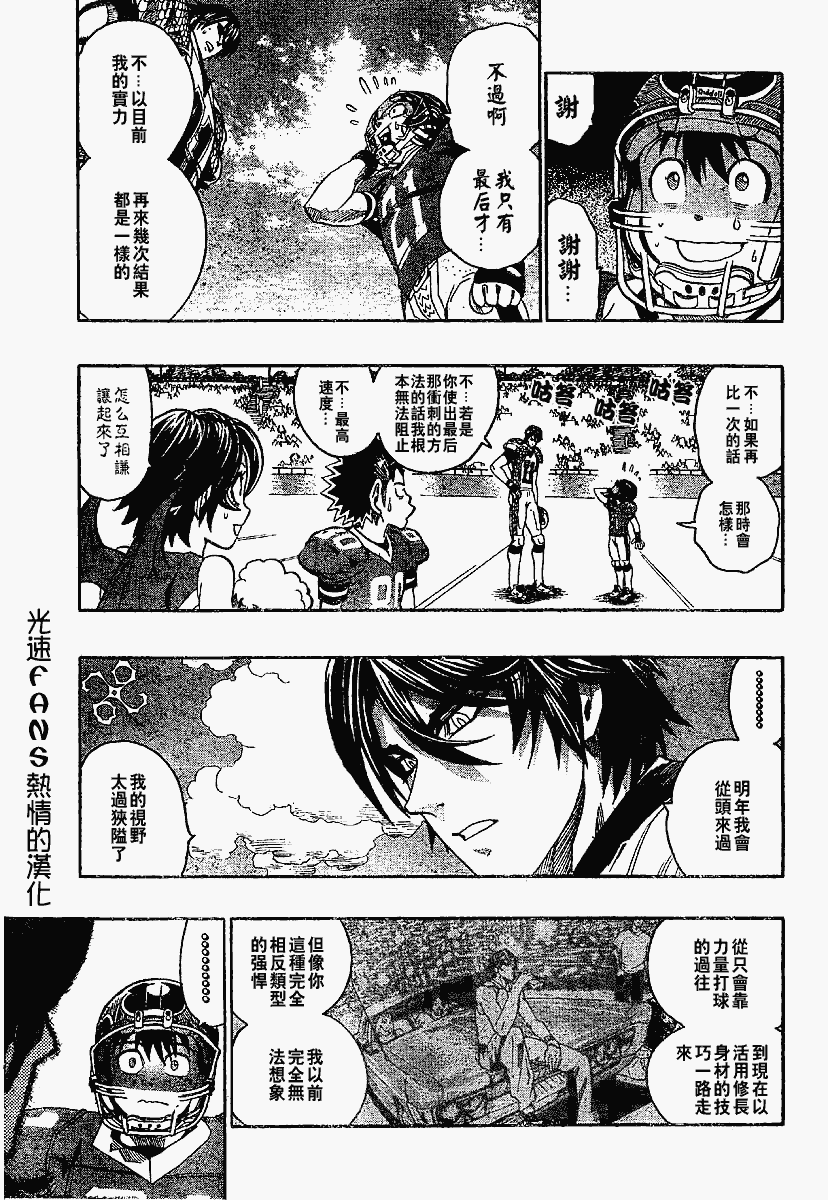 謝
謝謝…
Riddell
不過啊
我只有
最后才…
不…以目前
我的實力
再來幾次結果
都是一樣的
不…如果再
比一次的話
那時會
怎樣…
咕咨
咕咨
咕咨
不…若是
你使出最后
那衝刺的方
法的話我根
本無法阻止
不…最高
速度…
怎么互相謙
讓起來了
………
明年我會
從頭來過
我的視野
太過狹隘了
從只會靠
力量打球
的過往
到現在以
活用修長
身材的技
巧一路走
來
但像你
這種完全
相反類型
的强悍
我以前
完全無
法想象
………
光速FANS熱情的漢化